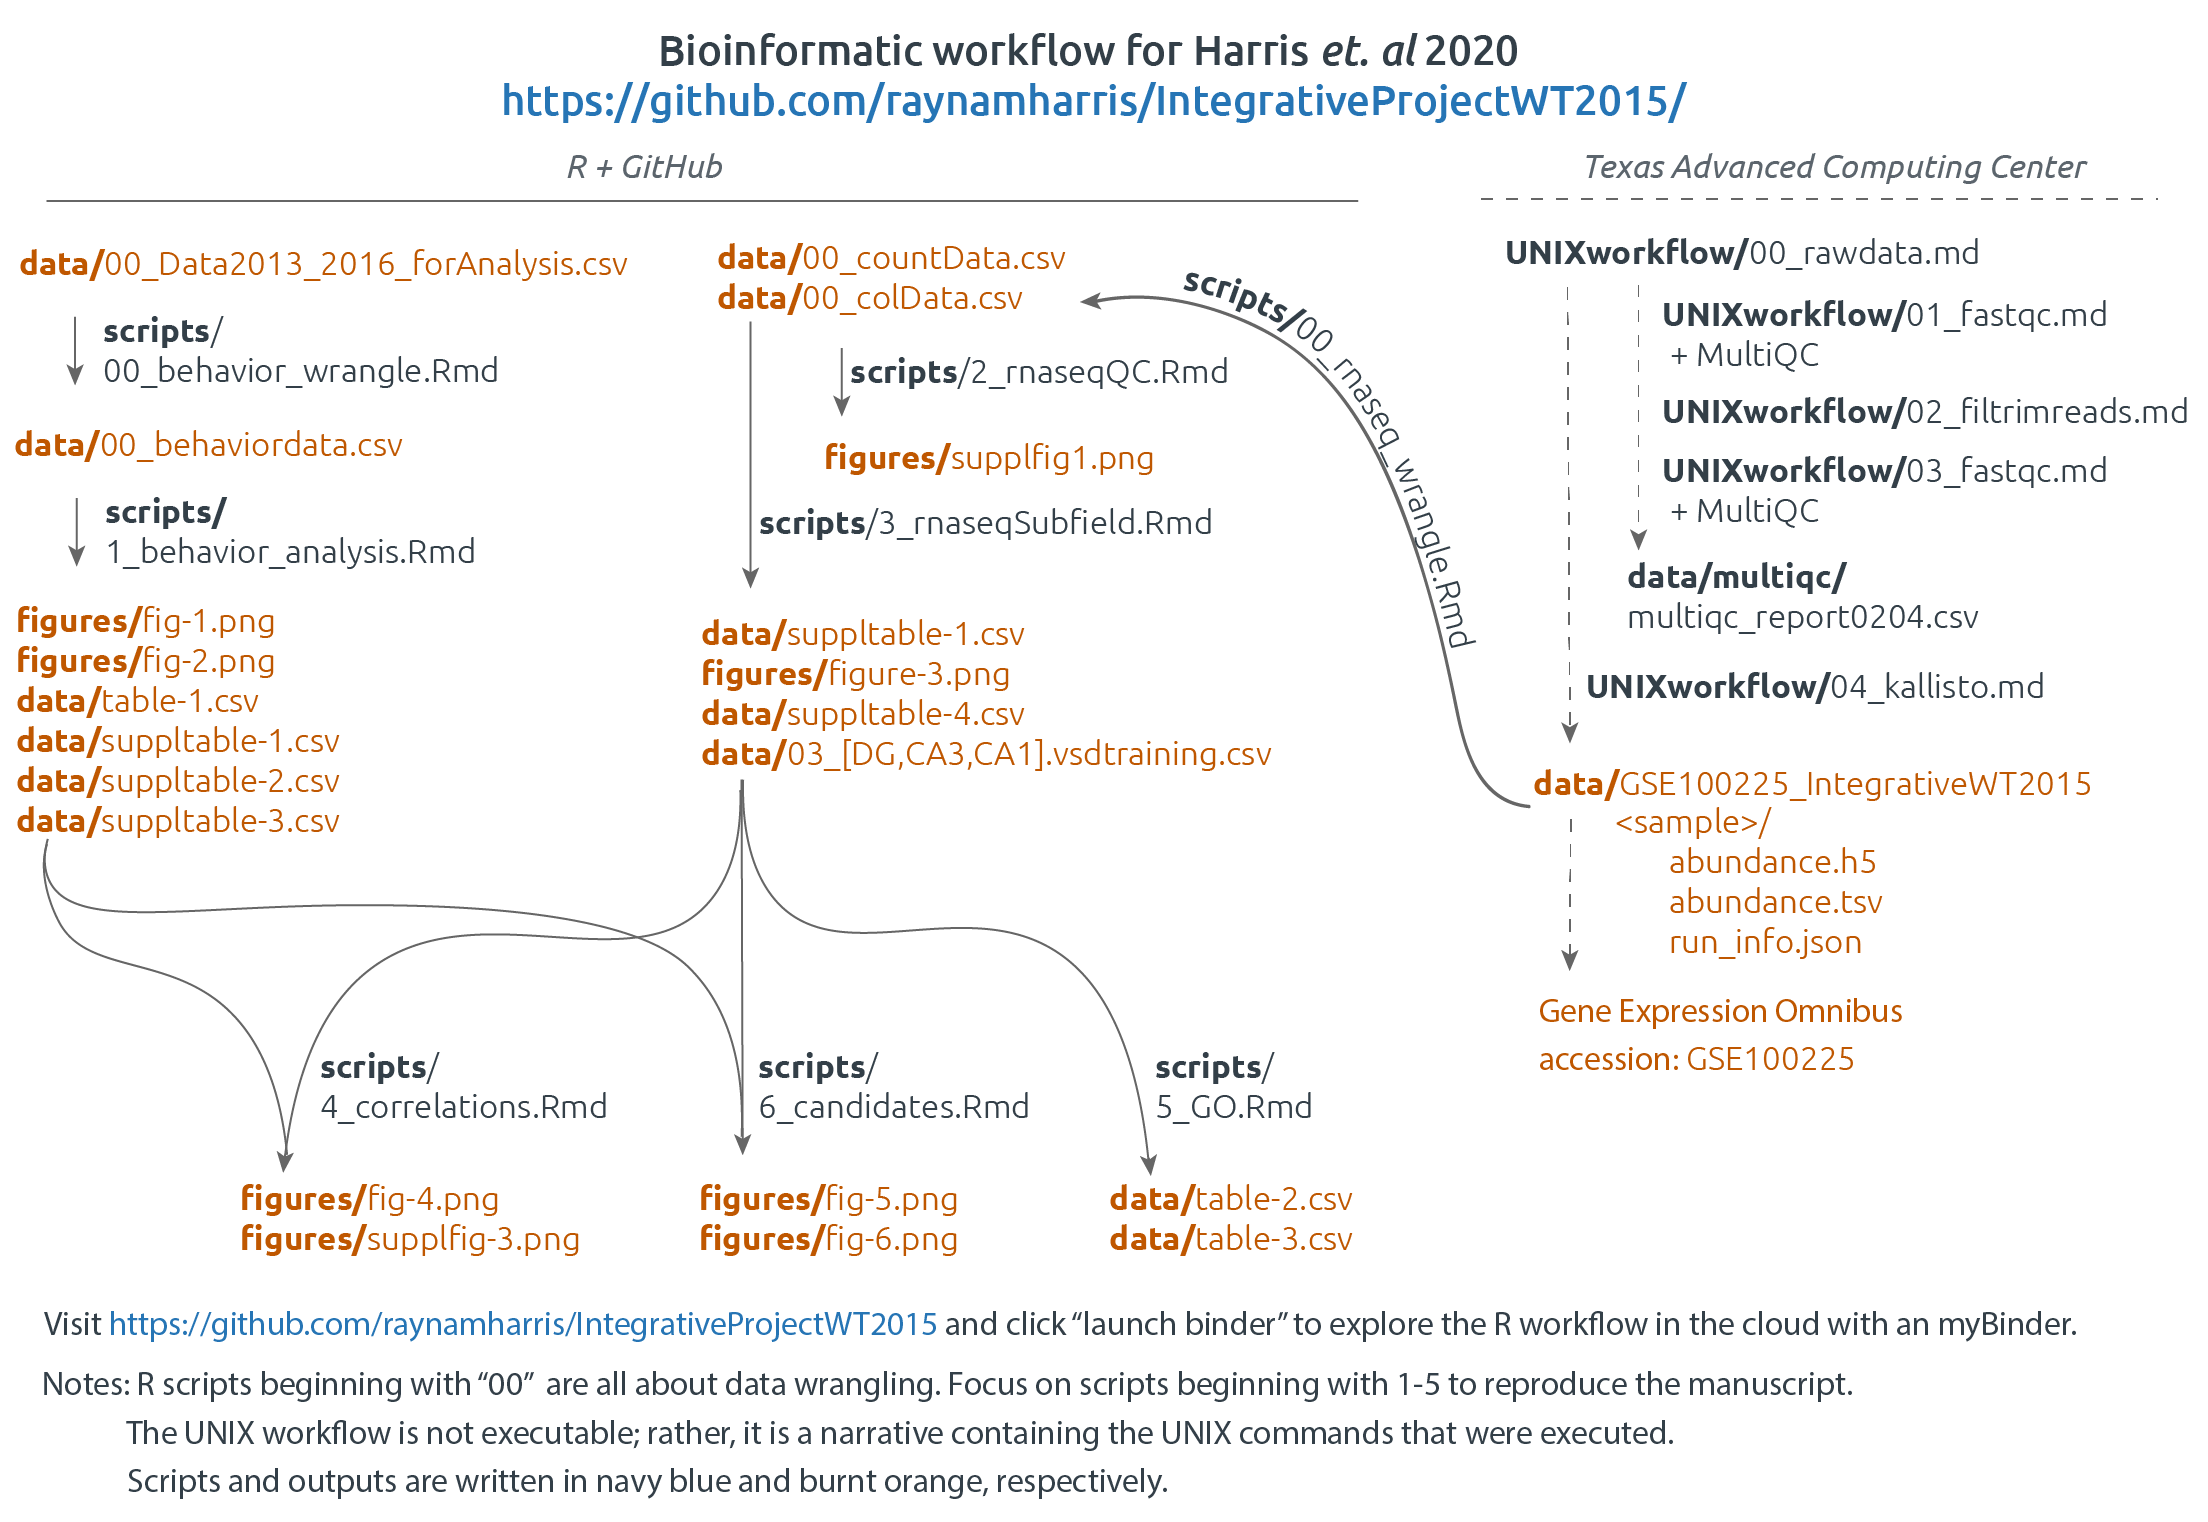 Bioinformatic workflow for Harris et. al 2020
https://github.com/raynamharris/IntegrativeProjectWT2015/
R + GitHub
data/00_Data2013_2016_forAnalysis.csv
scripts/
00_behavior_wrangle.Rmd
data/00_behaviordata.csv
scripts/
1_behavior_analysis.Rmd
figures/fig-1.png
figures/fig-2.png
data/table-1.csv
data/suppltable-1.csv
data/suppltable-2.csv
data/suppltable-3.csv
data/00_countData.csv
data/00_colData.csv
scripts/2_rnaseqQC.Rmd
figures/supplfig1.png
scripts/3_rnaseqSubfield.Rmd
data/suppltable-1.csv
figures/figure-3.png
data/suppltable-4.csv
data/03_[DG,CA3,CA1].vsdtraining.csv
scripts/00_rnaseq_wrangle.Rmd
scripts/
4_correlations.Rmd
figures/fig-4.png
figures/supplfig-3.png
scripts/
6_candidates.Rmd
figures/fig-5.png
figures/fig-6.png
scripts/
5_GO.Rmd
data/table-2.csv
data/table-3.csv
Texas Advanced Computing Center
UNIXworkflow/00_rawdata.md
UNIXworkflow/01_fastqc.md
+ MultiQC
UNIXworkflow/02_filtrimreads.md
UNIXworkflow/03_fastqc.md
+ MultiQC
data/multiqc/
multiqc_report0204.csv
UNIXworkflow/04_kallisto.md
data/GSE100225_IntegrativeWT2015
<sample>/
abundance.h5
abundance.tsv
run_info.json
Gene Expression Omnibus
accession: GSE100225
Visit https://github.com/raynamharris/IntegrativeProjectWT2015 and click “launch binder” to explore the R workflow in the cloud with an myBinder.
Notes: R scripts beginning with “00” are all about data wrangling. Focus on scripts beginning with 1-5 to reproduce the manuscript.
The UNIX workflow is not executable; rather, it is a narrative containing the UNIX commands that were executed.
Scripts and outputs are written in navy blue and burnt orange, respectively.